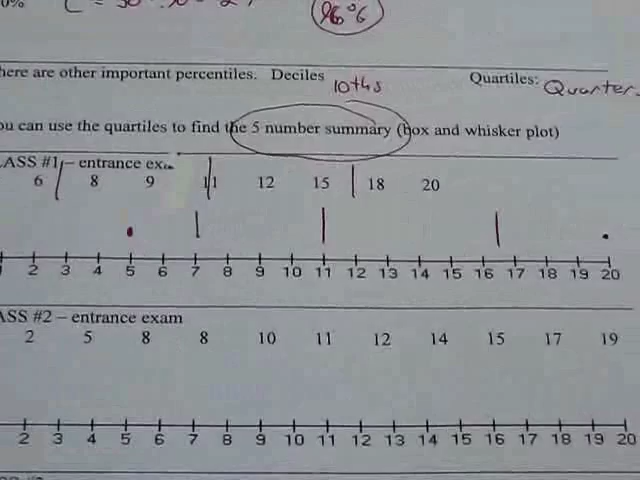 0%
96%
here are other important percentiles. Deciles 10ths Quartiles: Quarter
ou can use the quartiles to find the 5 number summary (box and whisker plot)
LASS #1 – entrance ex
6 8 9 11 12 15 18 20
2 3 4 5 6 7 8 9 10 11 12 13 14 15 16 17 18 19 20
ASS #2 – entrance exam
2 5 8 8 10 11 12 14 15 17 19
2 3 4 5 6 7 8 9 10 11 12 13 14 15 16 17 18 19 20